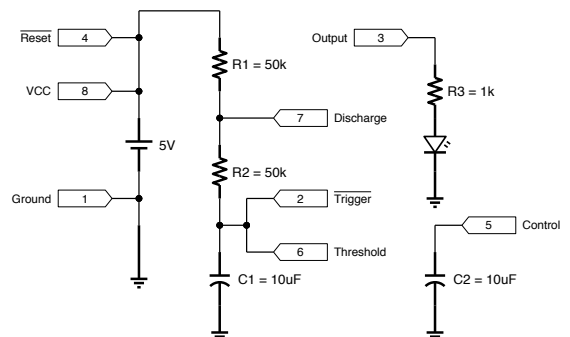 Reset 4
VCC 8
5V
Ground 1
R1 = 50k
7 Discharge
R2 = 50k
2 Trigger
6 Threshold
C1 = 10uF
Output 3
R3 = 1k
5 Control
C2 = 10uF